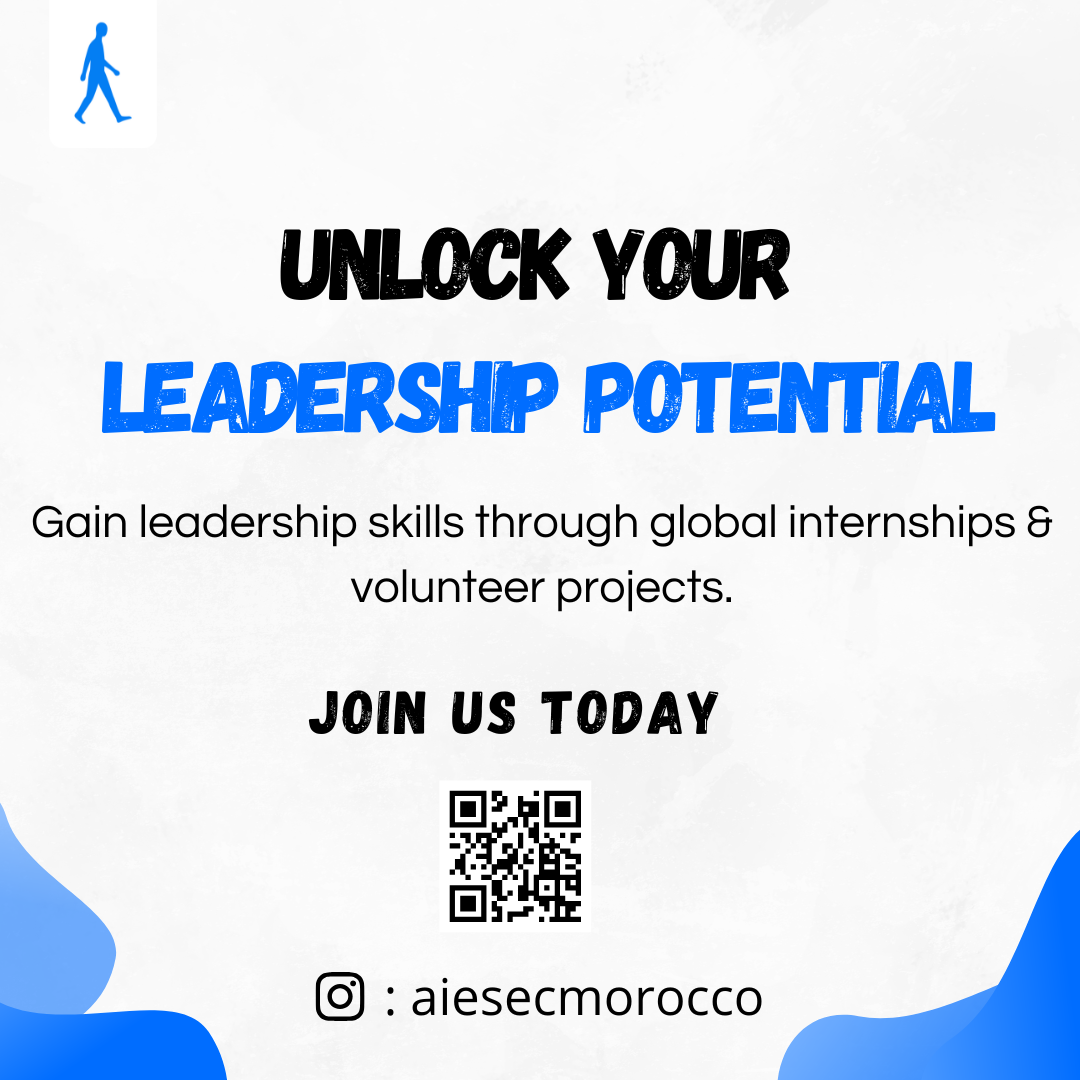 UNLOCK YOUR
LEADERSHIP POTENTIAL
Gain leadership skills through global internships &
volunteer projects.
JOIN US TODAY
: aiesecmorocco